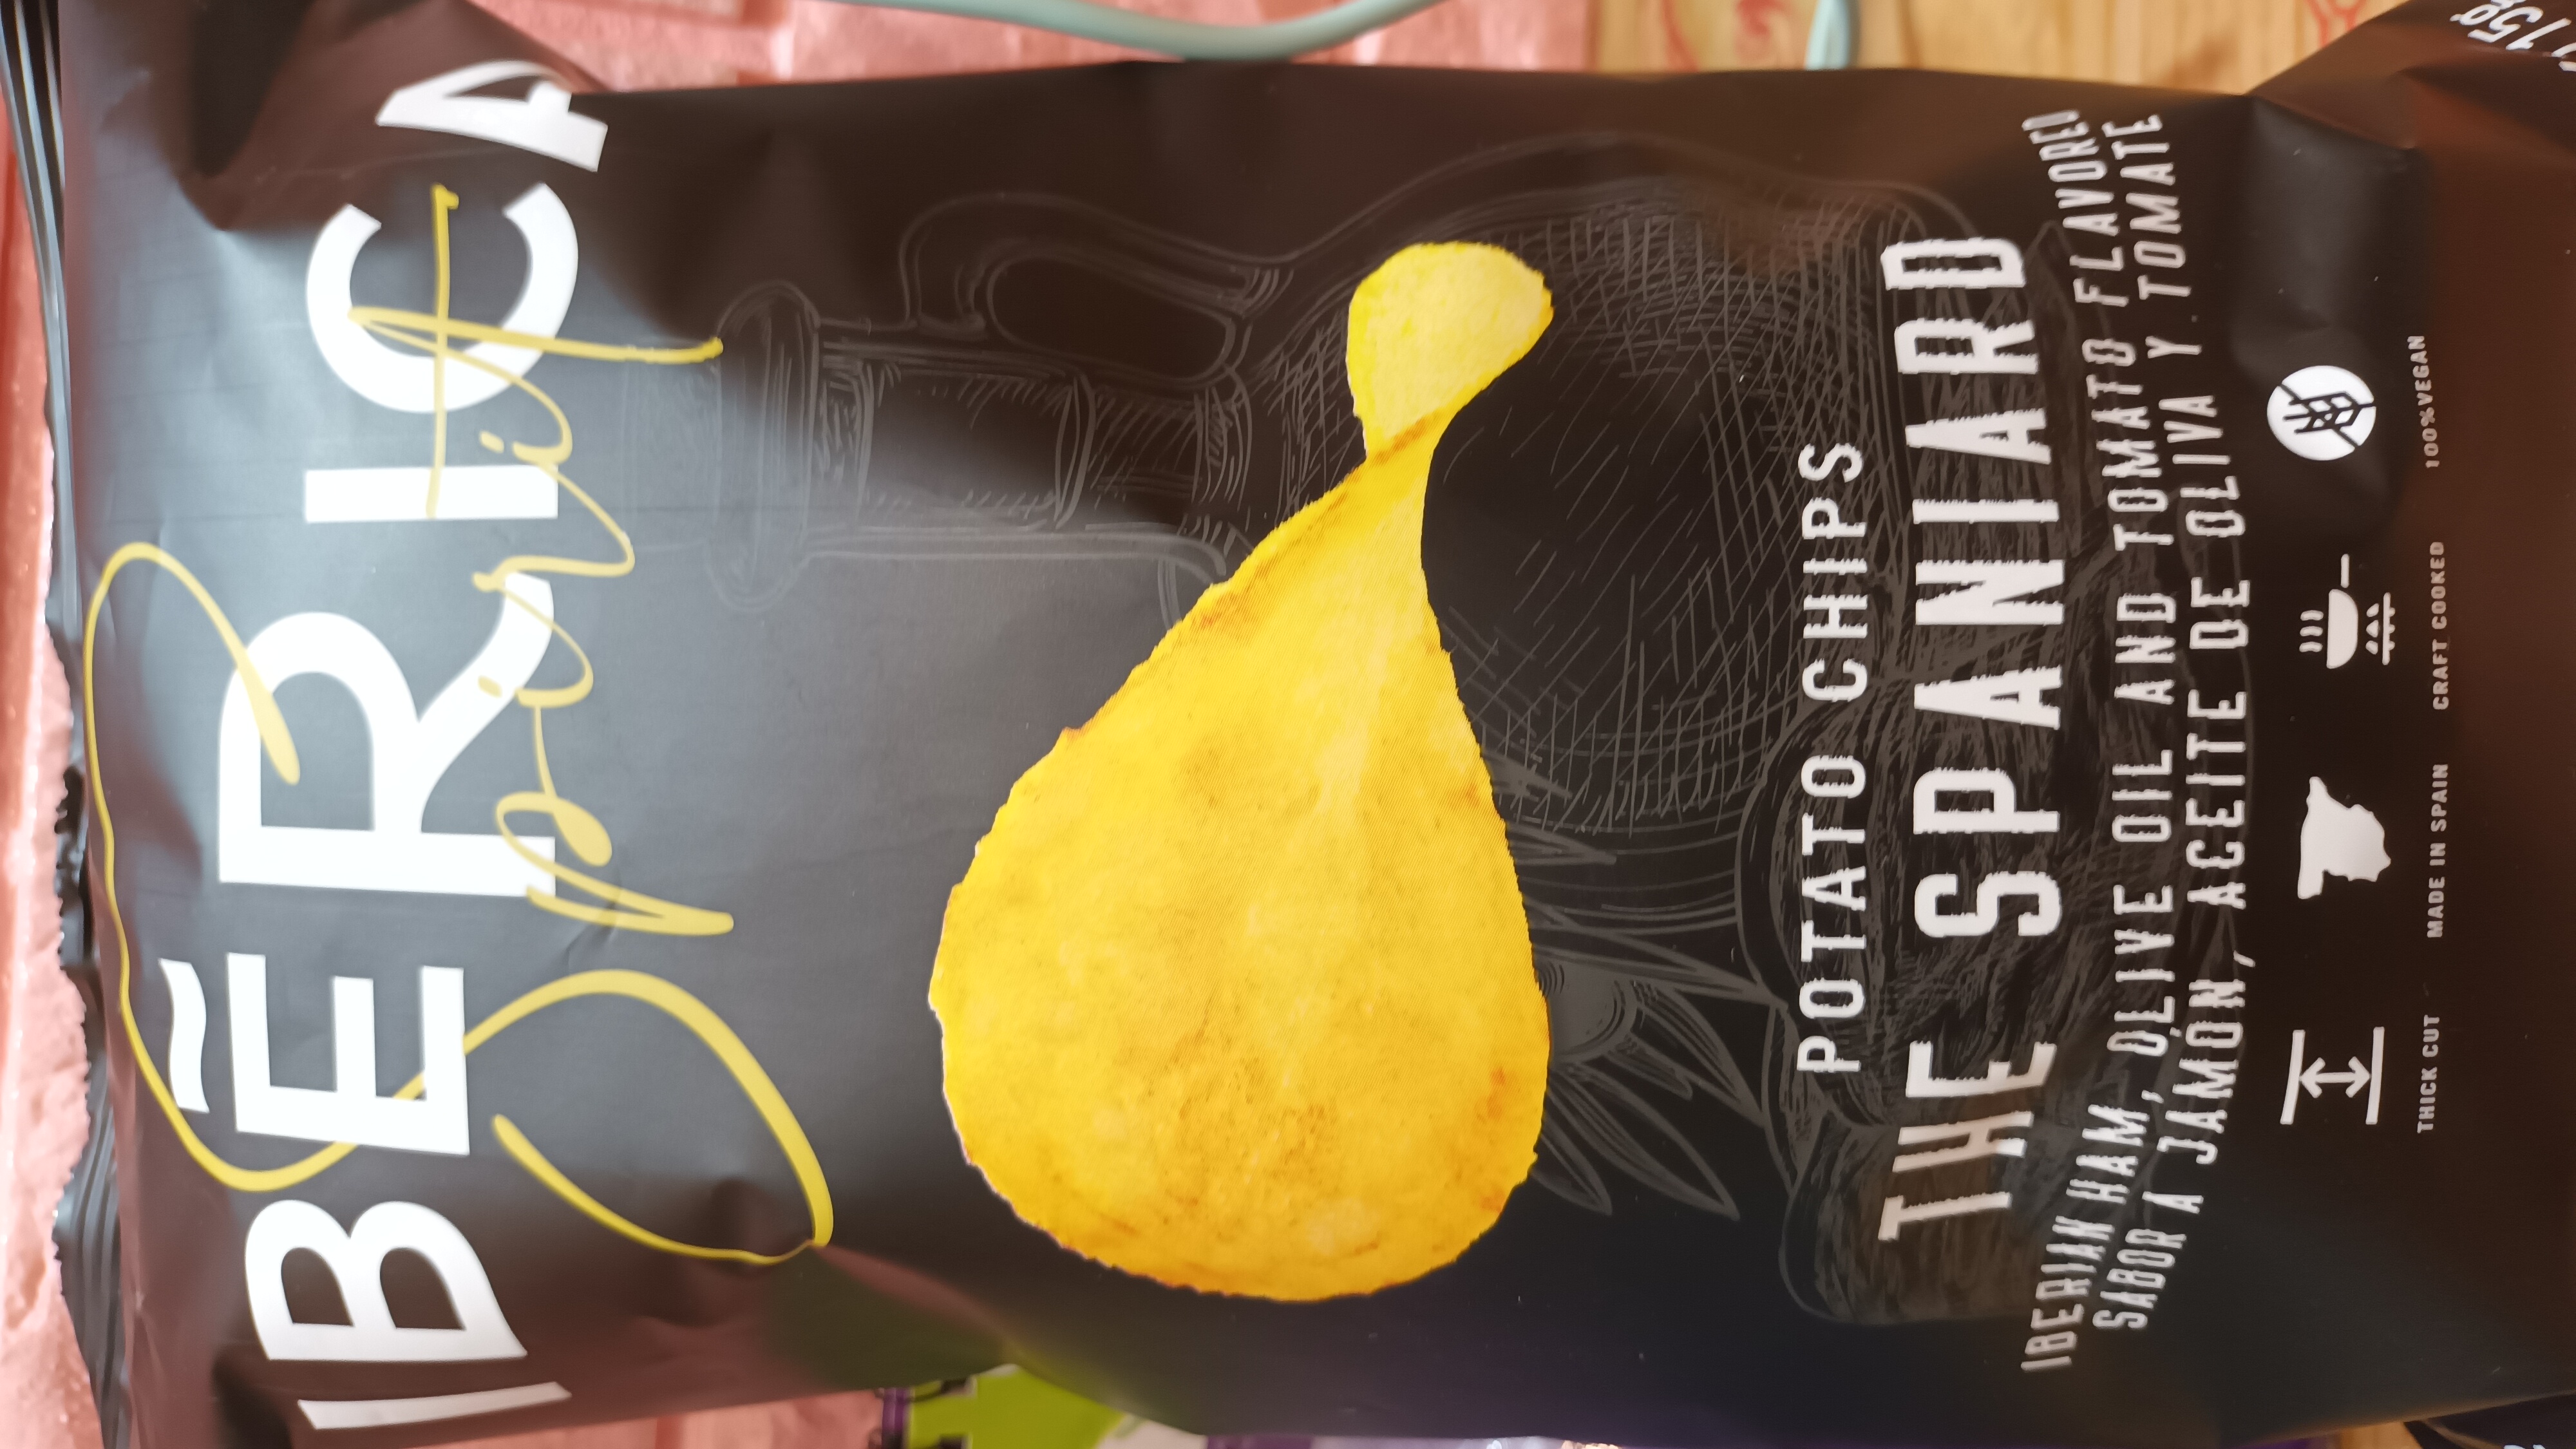 IBẼRICA
Spirit
POTATO CHIPS
THE SPANIARD
IBERIAN HAM, OLIVE OIL AND TOMATO FLAVORED
SABOR A JAMÓN, ACEITE DE OLIVA Y TOMATE
THICK CUT
MADE IN SPAIN
CRAFT COOKED
100% VEGAN